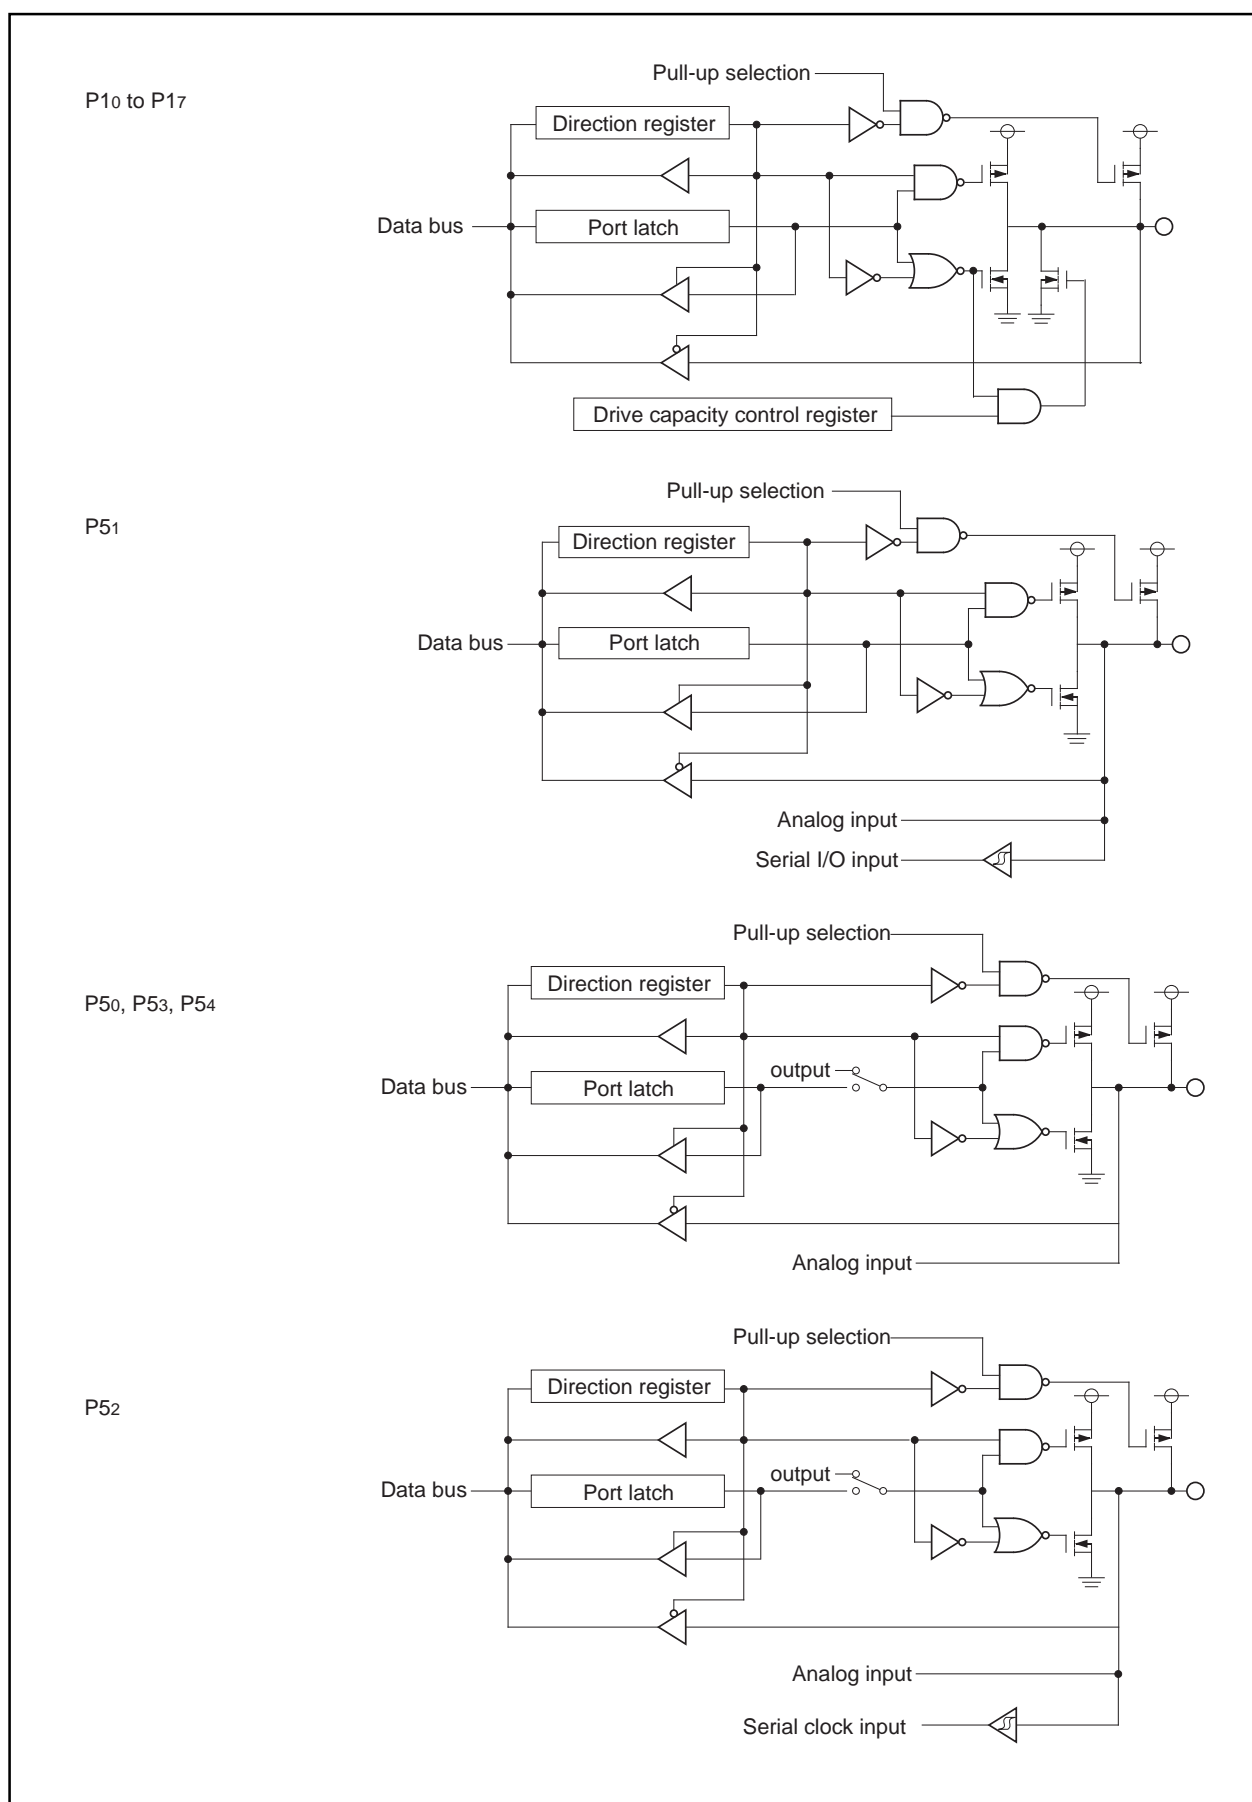 Pull-up selection
P10 to P17
Direction register
Data bus
Port latch
Drive capacity control register
Pull-up selection
P51
Direction register
Data bus
Port latch
Analog input
Serial I/O input
Pull-up selection
Direction register
P50, P53, P54
output
Data bus
Port latch
Analog input
Pull-up selection
Direction register
P52
output
Data bus
Port latch
Analog input
Serial clock input